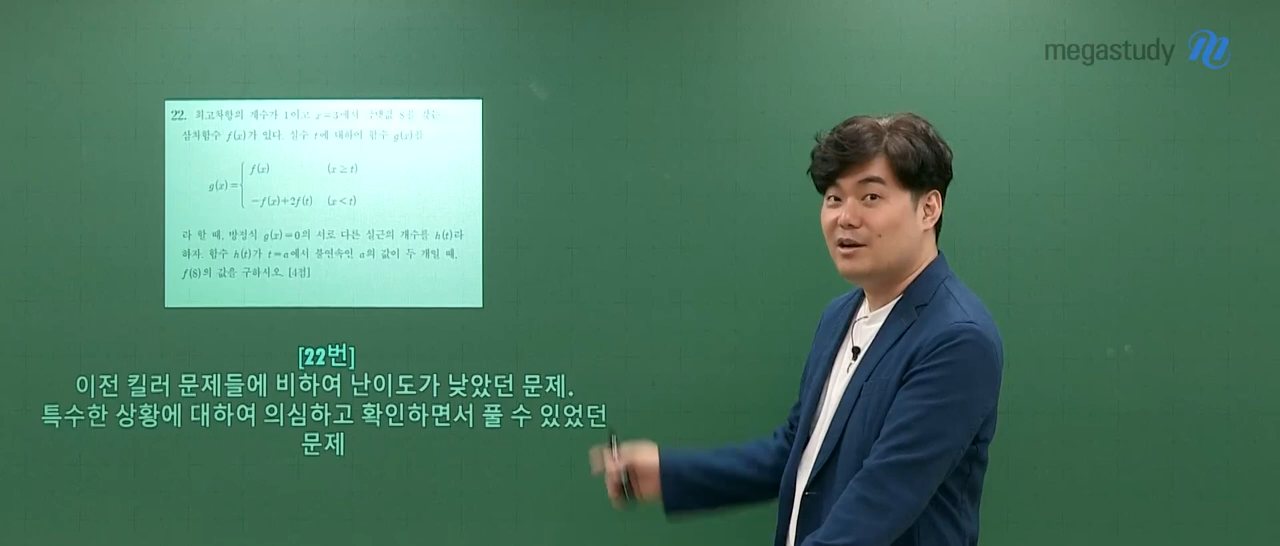 megastudy
22. 최고차항의 계수가 1이고 x=3에서 극댓값 8을 갖는
삼차함수 f(x)가 있다. 실수 t에 대하여 함수 g(x)를
g(x)={ f(x) (x≥t)
-f(x)+2f(t) (x<t)
라 할 때, 방정식 g(x)=0의 서로 다른 실근의 개수를 h(t)라
하자. 함수 h(t)가 t=a에서 불연속인 a의 값이 두 개일 때,
f(8)의 값을 구하시오. [4점]
[22번]
이전 킬러 문제들에 비하여 난이도가 낮았던 문제.
특수한 상황에 대하여 의심하고 확인하면서 풀 수 있었던
문제